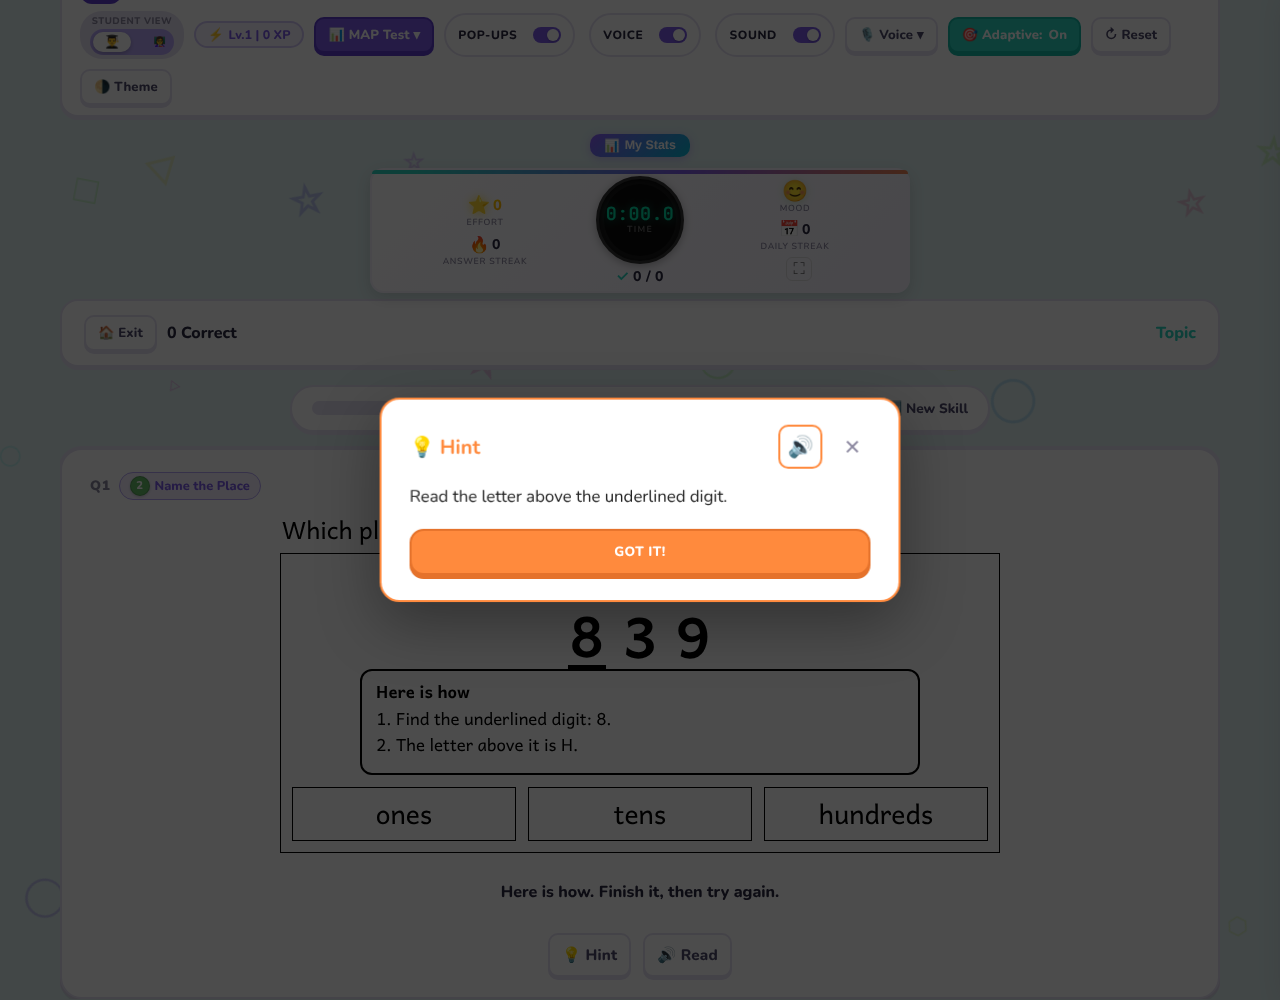 STUDENT VIEW
⚡ Lv.1 | 0 XP
📊 MAP Test ▾
POP-UPS
VOICE
SOUND
🎙️ Voice ▾
🎯 Adaptive: On
↻ Reset
🌗 Theme
📊 My Stats
⭐ 0
EFFORT
🔥 0
ANSWER STREAK
0:00.0
TIME
✓ 0 / 0
MOOD
📅 0
DAILY STREAK
🏠 Exit
0 Correct
Topic
New Skill
💡 Hint
Read the letter above the underlined digit.
GOT IT!
Q1
2 Name the Place
Which
8 3 9
Here is how
1. Find the underlined digit: 8.
2. The letter above it is H.
ones
tens
hundreds
Here is how. Finish it, then try again.
💡 Hint
🔊 Read